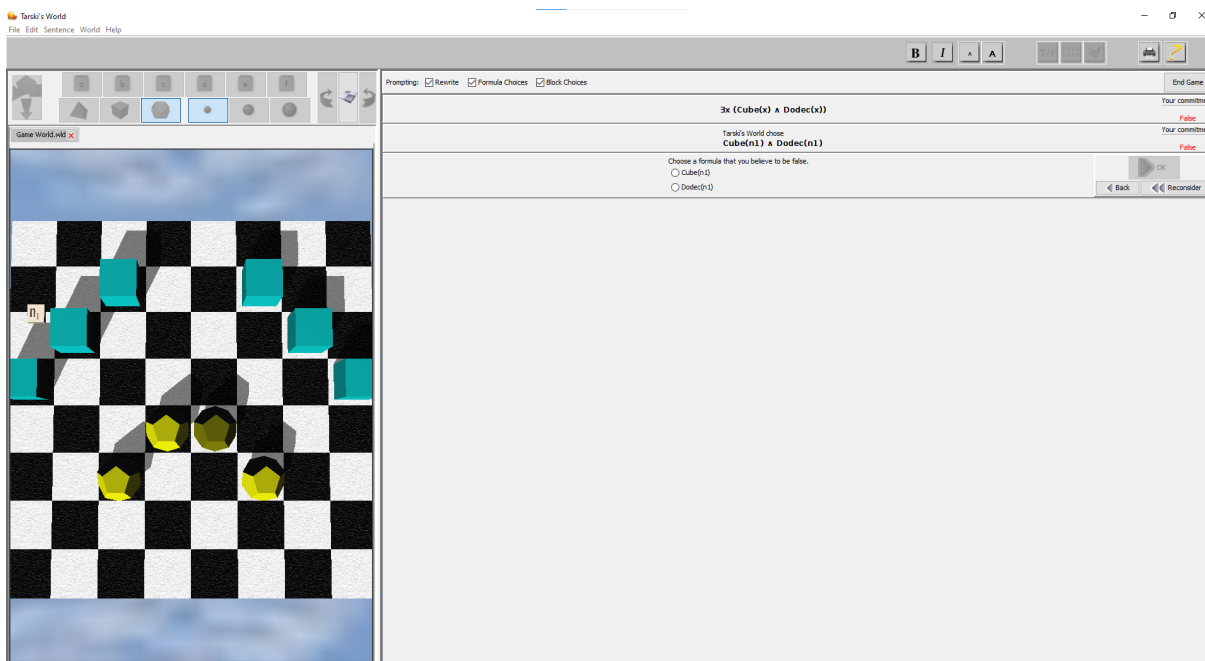 Tarski's World
File Edit Sentence World Help
B I A A
a b c d e f
Prompting: Rewrite Formula Choices Block Choices
End Game
Game World.wld x
∃x (Cube(x) ∧ Dodec(x))
Your commitme
False
Tarski's World chose
Cube(n1) ∧ Dodec(n1)
Your commitme
False
Choose a formula that you believe to be false.
Cube(n1)
Dodec(n1)
OK
Back Reconsider
n1